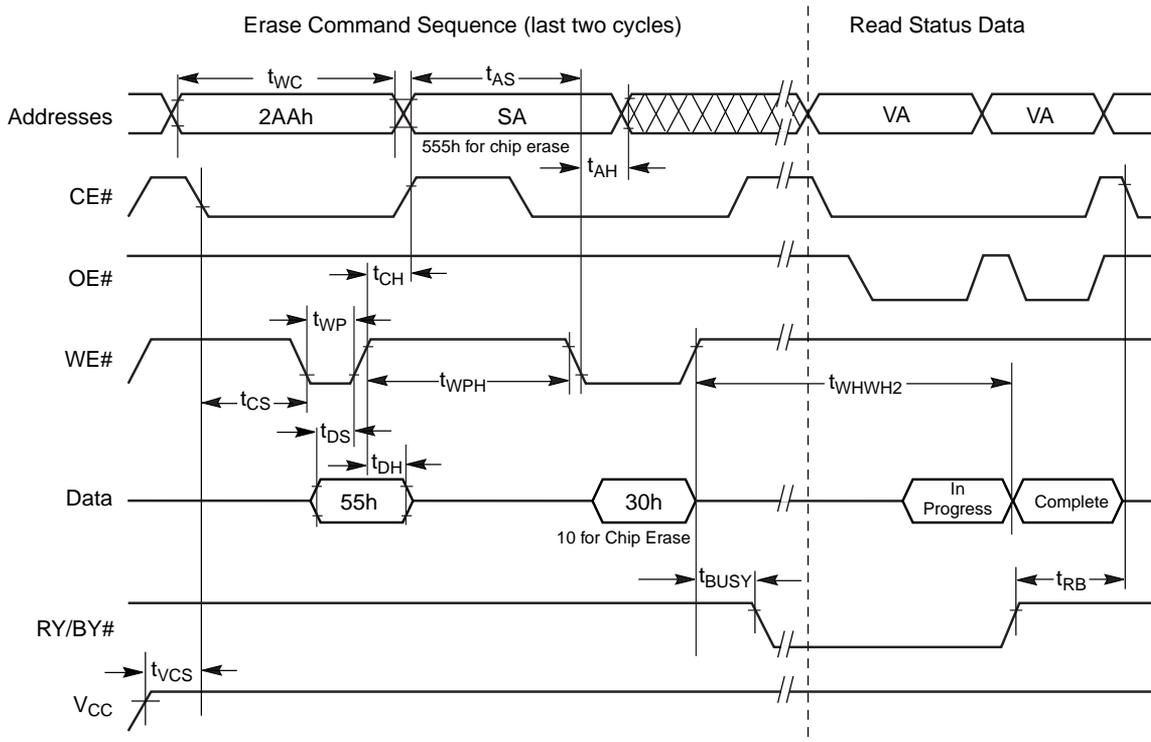 Erase Command Sequence (last two cycles)
Read Status Data
tWC
tAS
Addresses
2AAh
SA
VA
VA
555h for chip erase
tAH
CE#
tCH
OE#
tWP
WE#
tWPH
tWHWH2
tCS
tDS
tDH
Data
55h
30h
In
Progress
Complete
10 for Chip Erase
tBUSY
tRB
RY/BY#
tVCS
VCC